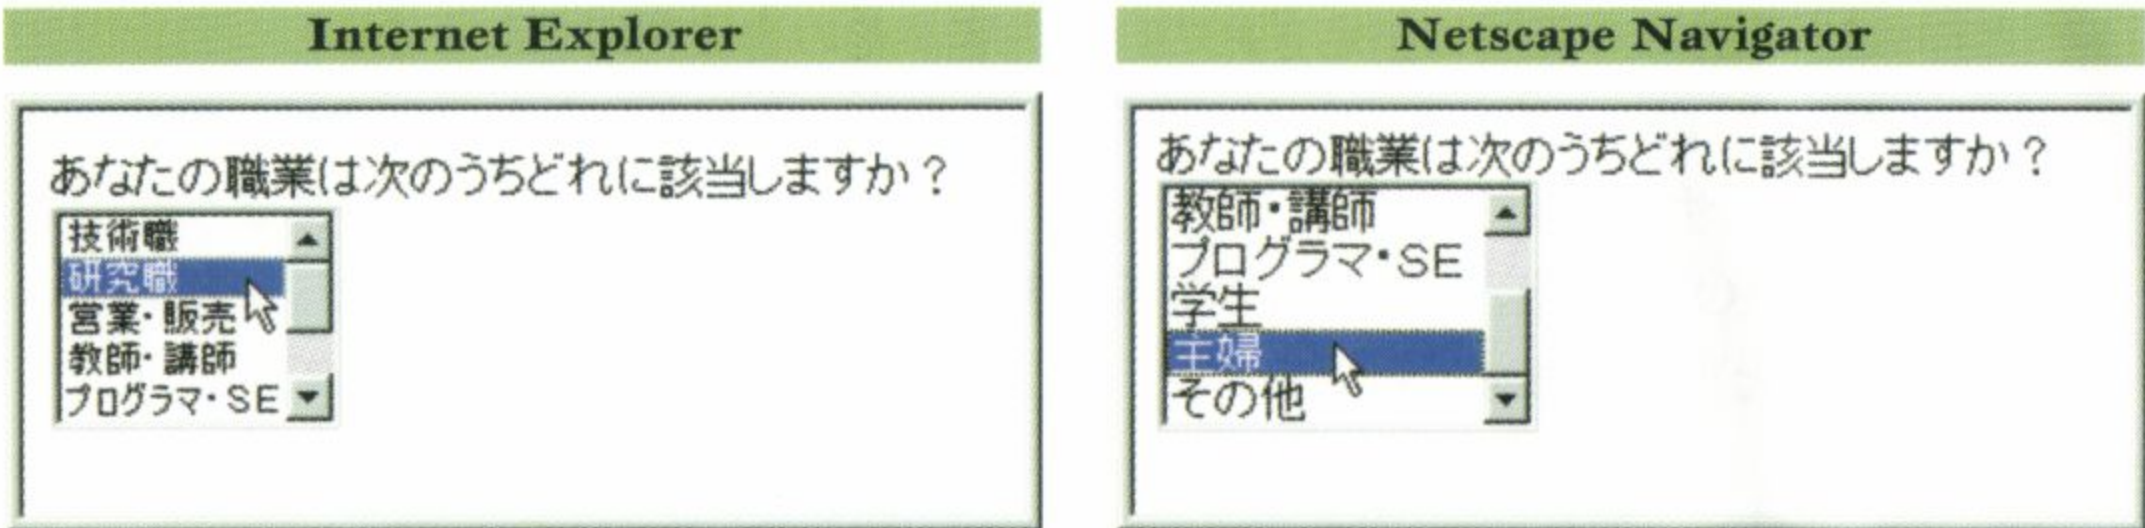 Internet Explorer
あなたの職業は次のうちどれに該当しますか？
技術職
研究職
営業・販売
教師・講師
プログラマ・SE
Netscape Navigator
あなたの職業は次のうちどれに該当しますか？
教師・講師
プログラマ・SE
学生
主婦
その他